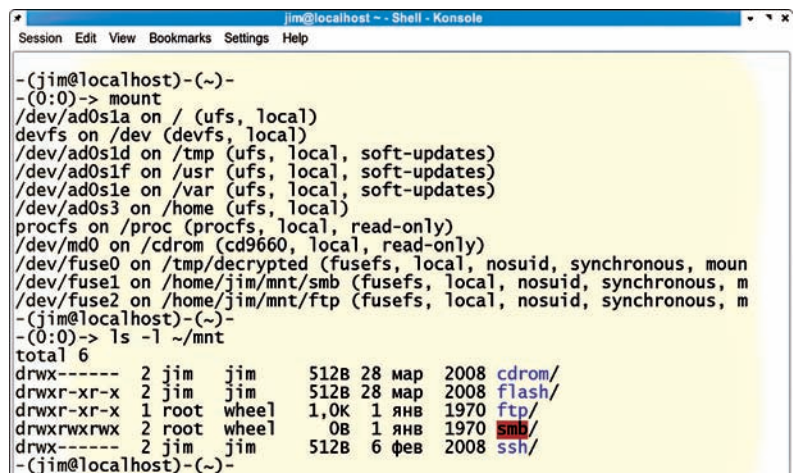 jim@localhost ~ - Shell - Konsole
Session Edit View Bookmarks Settings Help
-(jim@localhost)-(~)-
-(0:0)-> mount
/dev/ad0s1a on / (ufs, local)
devfs on /dev (devfs, local)
/dev/ad0s1d on /tmp (ufs, local, soft-updates)
/dev/ad0s1f on /usr (ufs, local, soft-updates)
/dev/ad0s1e on /var (ufs, local, soft-updates)
/dev/ad0s3 on /home (ufs, local)
procfs on /proc (procfs, local, read-only)
/dev/md0 on /cdrom (cd9660, local, read-only)
/dev/fuse0 on /tmp/decrypted (fusefs, local, nosuid, synchronous, moun
/dev/fuse1 on /home/jim/mnt/smb (fusefs, local, nosuid, synchronous, m
/dev/fuse2 on /home/jim/mnt/ftp (fusefs, local, nosuid, synchronous, m
-(jim@localhost)-(~)-
-(0:0)-> ls -l ~/mnt
total 6
drwx------ 2 jim jim 512B 28 мар 2008 cdrom/
drwxr-xr-x 2 jim jim 512B 28 мар 2008 flash/
drwxr-xr-x 1 root wheel 1,0K 1 янв 1970 ftp/
drwxrwxrwx 2 root wheel 0B 1 янв 1970 smb/
drwx------ 2 jim jim 512B 6 фев 2008 ssh/
-(jim@localhost)-(~)-